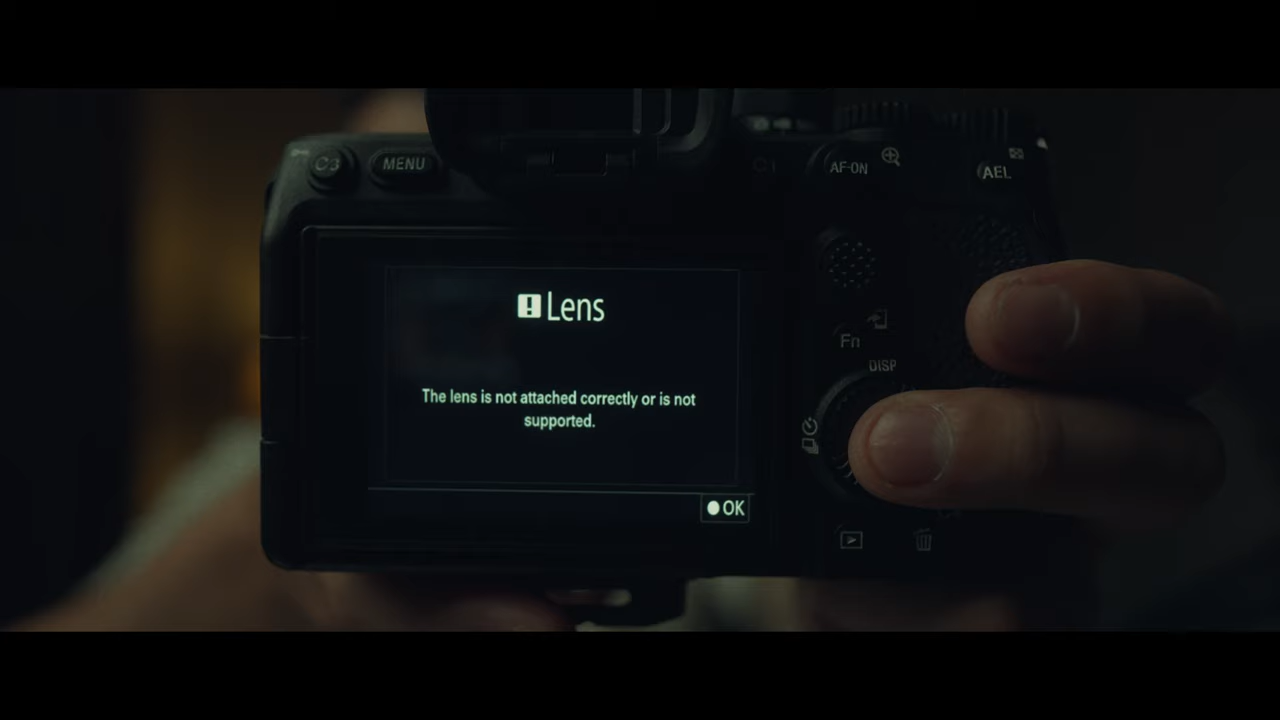 C3
MENU
C1
AF-ON
AEL
Lens
Fn
DISP
The lens is not attached correctly or is not
supported.
OK